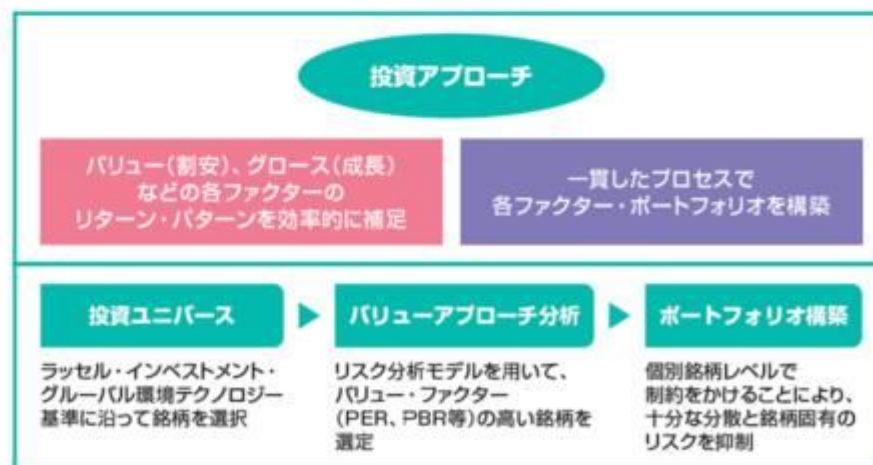 投資アプローチ
バリュー(割安)、グロース(成長)
などの各ファクターの
リターン・パターンを効率的に補足
一貫したプロセスで
各ファクター・ポートフォリオを構築
投資ユニバース
ラッセル・インベストメント・
グルーバル環境テクノロジー
基準に沿って銘柄を選択
バリューアプローチ分析
リスク分析モデルを用いて、
バリュー・ファクター
(PER、PBR等)の高い銘柄を
選定
ポートフォリオ構築
個別銘柄レベルで
制約をかけることにより、
十分な分散と銘柄固有の
リスクを抑制